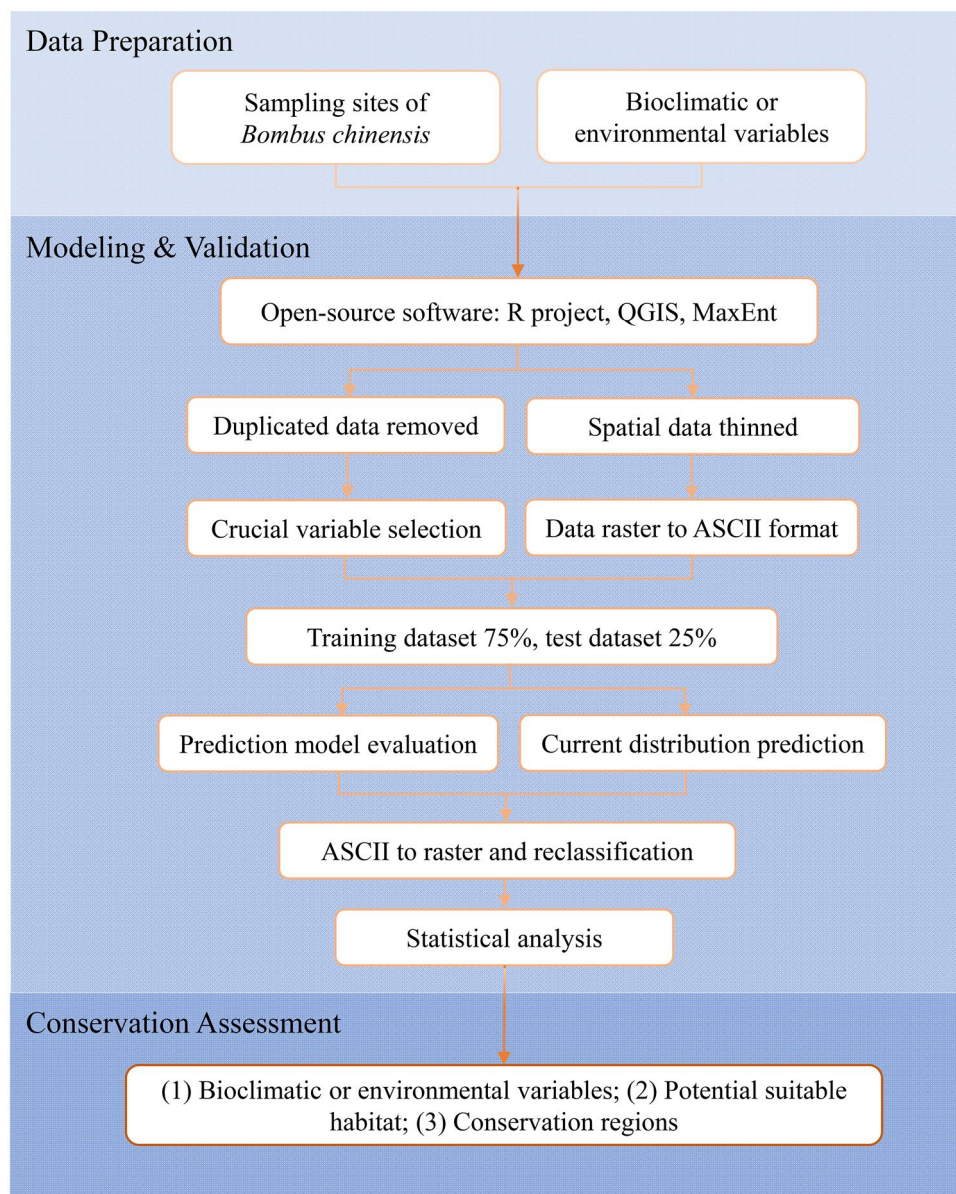 Data Preparation
Sampling sites of
Bombus chinensis
Bioclimatic or
environmental variables
Modeling & Validation
Open-source software: R project, QGIS, MaxEnt
Duplicated data removed
Spatial data thinned
Crucial variable selection
Data raster to ASCII format
Training dataset 75%, test dataset 25%
Prediction model evaluation
Current distribution prediction
ASCII to raster and reclassification
Statistical analysis
Conservation Assessment
(1) Bioclimatic or environmental variables; (2) Potential suitable
habitat; (3) Conservation regions